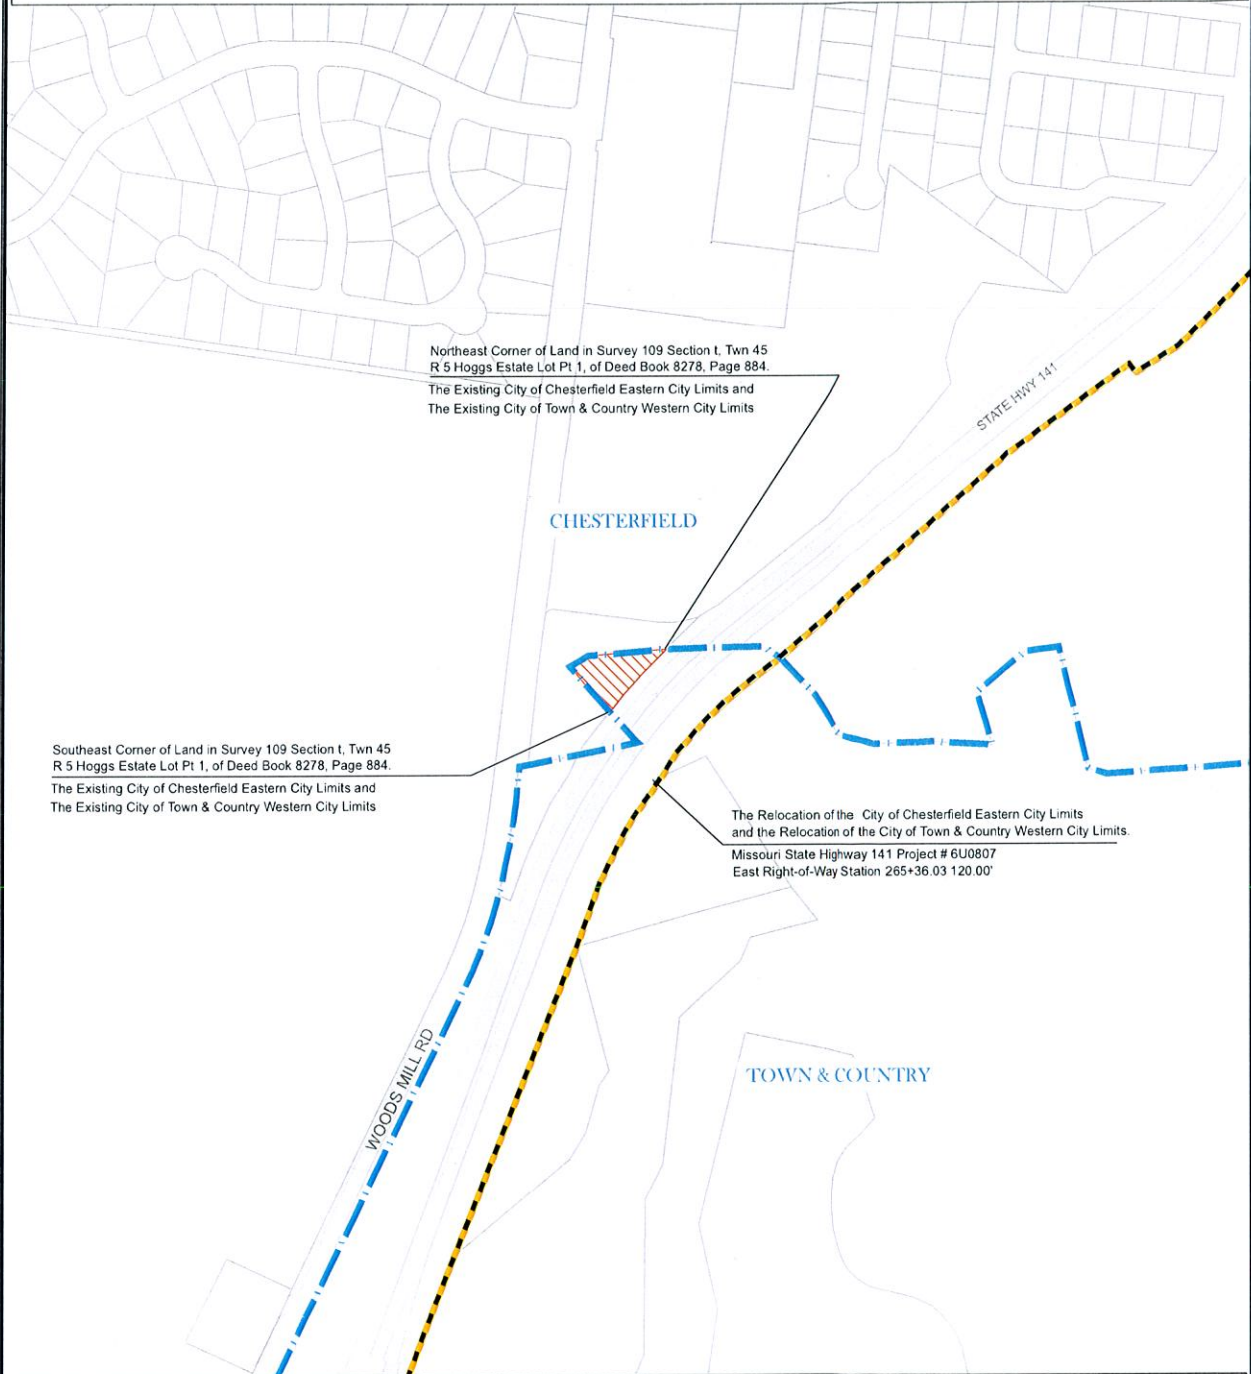 Northeast Corner of Land in Survey 109 Section t, Twn 45
R 5 Hoggs Estate Lot Pt 1, of Deed Book 8278, Page 884.
The Existing City of Chesterfield Eastern City Limits and
The Existing City of Town & Country Western City Limits
STATE HWY 141
CHESTERFIELD
Southeast Corner of Land in Survey 109 Section t, Twn 45
R 5 Hoggs Estate Lot Pt 1, of Deed Book 8278, Page 884.
The Existing City of Chesterfield Eastern City Limits and
The Existing City of Town & Country Western City Limits
The Relocation of the City of Chesterfield Eastern City Limits
and the Relocation of the City of Town & Country Western City Limits.
Missouri State Highway 141 Project # 6U0807
East Right-of-Way Station 265+36.03 120.00'
WOODS MILL RD
TOWN & COUNTRY